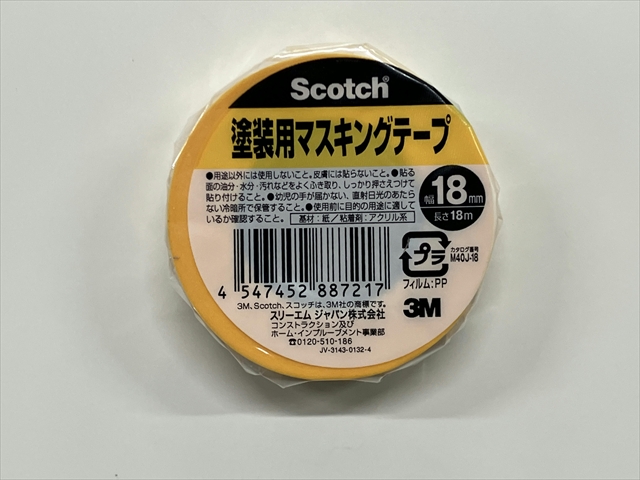 Scotch®
塗装用マスキングテープ
●用途以外には使用しないこと。皮膚には貼らないこと。●貼る
面の油分・水分・汚れなどをよくふき取り、しっかり押さえつけて
貼り付けること。●幼児の手が届かない、直射日光のあたら
ない冷暗所で保管すること。●使用前に目的の用途に適して
いるか確認すること。
基材:紙/粘着剤:アクリル系
幅18mm
長さ18m
プラ
カタログ番号
M40J-18
フィルム:PP
4 547452 887217
3M
3M、Scotch、スコッチは、3M社の商標です。
スリーエム ジャパン株式会社
コンストラクション及び
ホーム・インプルーブメント事業部
☎0120-510-186
JV-3143-0132-4